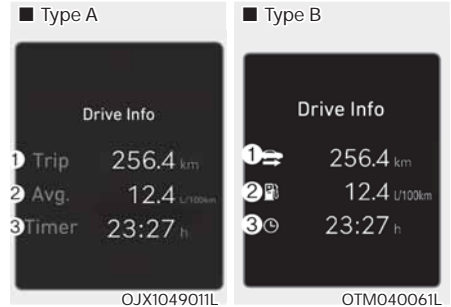 ■ Type A
Drive Info
1 Trip 256.4 km
2 Avg. 12.4 L/100km
3 Timer 23:27 h
OJX1049011L
■ Type B
Drive Info
1 256.4 km
2 12.4 L/100km
3 23:27 h
OTM040061L